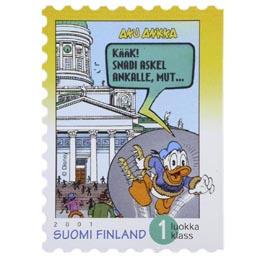 AKU ANKKA
KÄÄK!
SNADI ASKEL
ANKALLE, MUT...
© Disney
2001
SUOMI FINLAND
1 luokka
klass